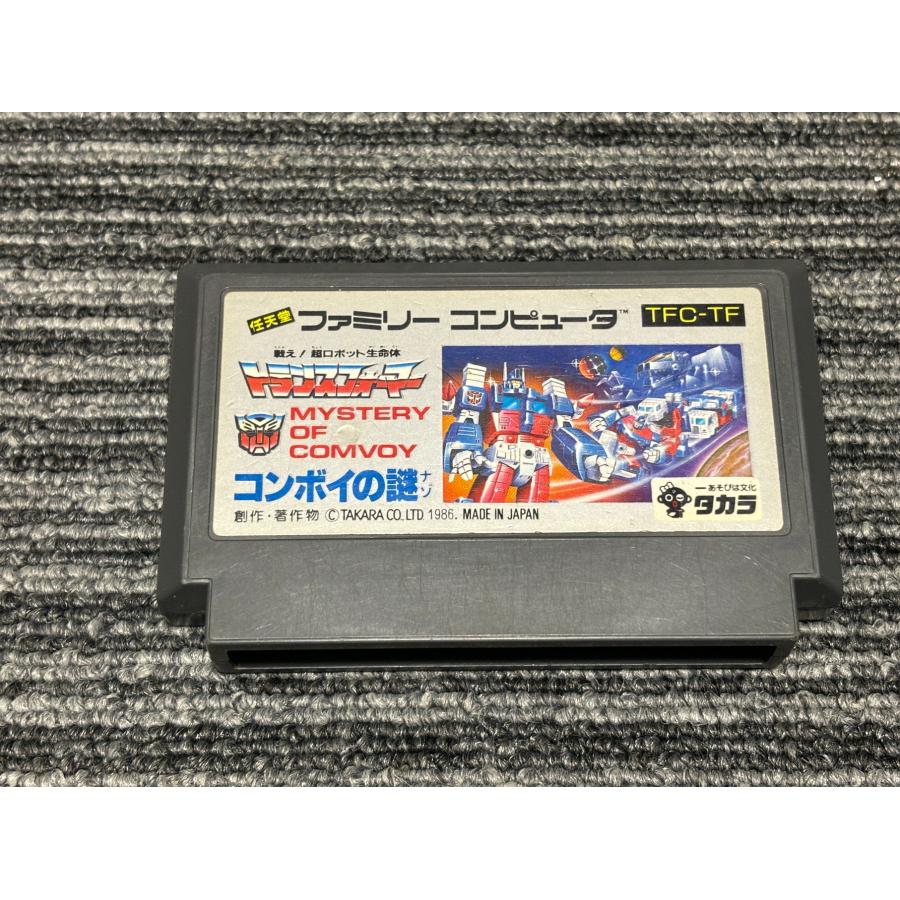 任天堂 ファミリー コンピュータ™ TFC-TF
戦え！超ロボット生命体
トランスフォーマー
MYSTERY
OF
COMVOY
コンボイの謎
ナゾ
創作・著作物 ©TAKARA CO.,LTD 1986. MADE IN JAPAN
あそびは文化
タカラ